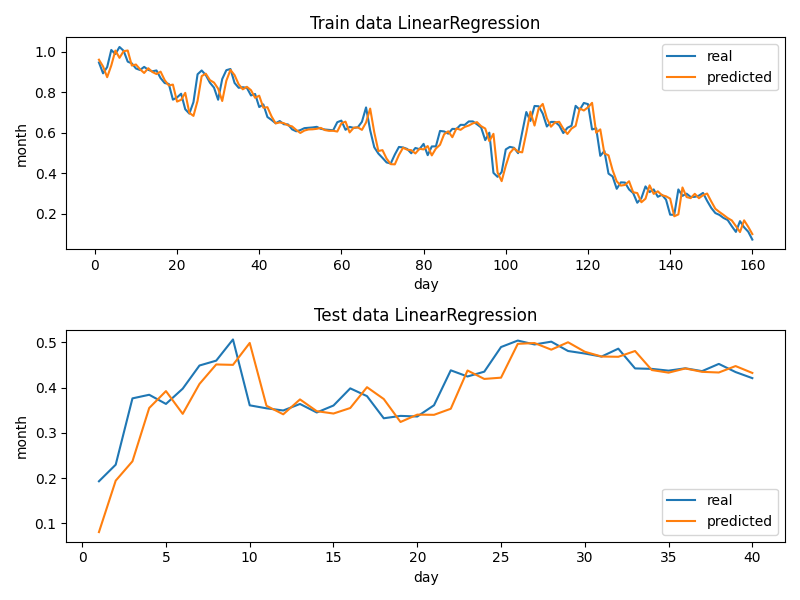 Train data LinearRegression
real
predicted
1.0
0.8
0.6
0.4
0.2
month
0 20 40 60 80 100 120 140 160
day
Test data LinearRegression
0.5
0.4
0.3
0.2
0.1
month
real
predicted
0 5 10 15 20 25 30 35 40
day